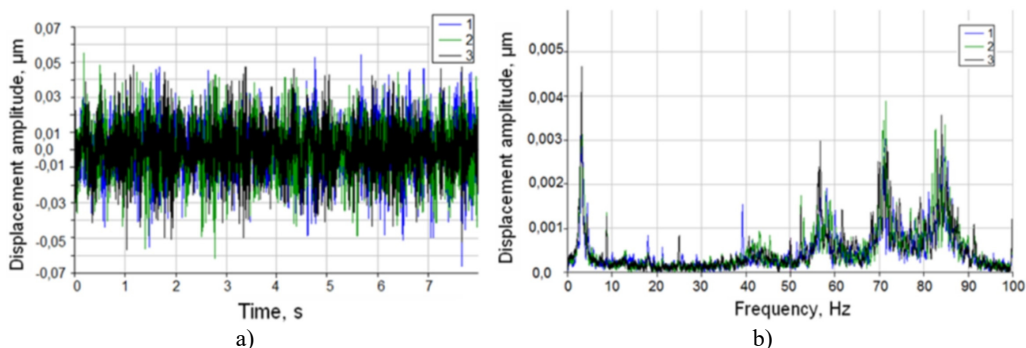 Displacement amplitude, μm
0,07
0,05
0,03
0,01
0,0
-0,01
-0,03
-0,05
-0,07
0 1 2 3 4 5 6 7
Time, s
1
2
3
a)
Displacement amplitude, μm
0,005
0,004
0,003
0,002
0,001
0,0
0 10 20 30 40 50 60 70 80 90 100
Frequency, Hz
1
2
3
b)